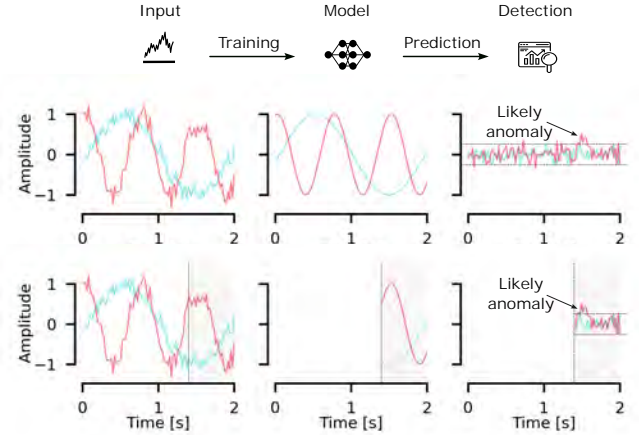 Input Model Detection
Training Prediction
Amplitude
1
0
−1
0 1 2
0 1 2
Likely
anomaly
0 1 2
Amplitude
1
0
−1
0 1 2
Time [s]
0 1 2
Time [s]
Likely
anomaly
0 1 2
Time [s]